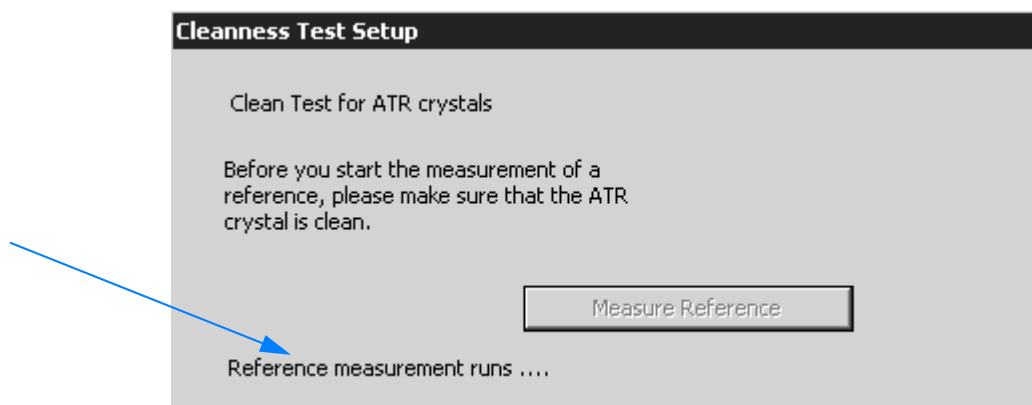 Cleanness Test Setup
Clean Test for ATR crystals
Before you start the measurement of a
reference, please make sure that the ATR
crystal is clean.
Measure Reference
Reference measurement runs ....